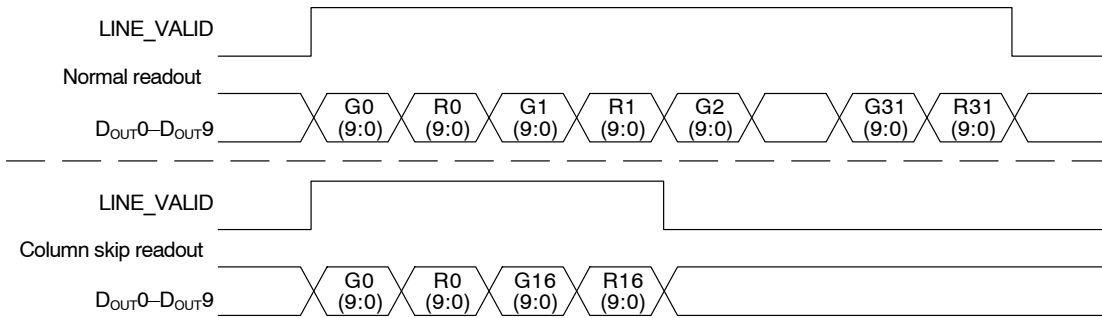 LINE_VALID
Normal readout
G0 R0 G1 R1 G2 G31 R31
(9:0) (9:0) (9:0) (9:0) (9:0) (9:0) (9:0)
DOUT0–DOUT9
LINE_VALID
Column skip readout
G0 R0 G16 R16
(9:0) (9:0) (9:0) (9:0)
DOUT0–DOUT9